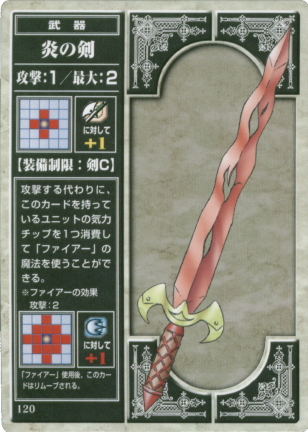 武器
炎の剣
攻撃:1／最大:2
に対して
+1
【装備制限：剣C】
攻撃する代わりに、
このカードを持って
いるユニットの気力
チップを1つ消費し
て「ファイアー」の
魔法を使うことがで
きる。
※ファイアーの効果
攻撃:2
に対して
+1
「ファイアー」使用後、このカー
ドはリムーブされる。
120